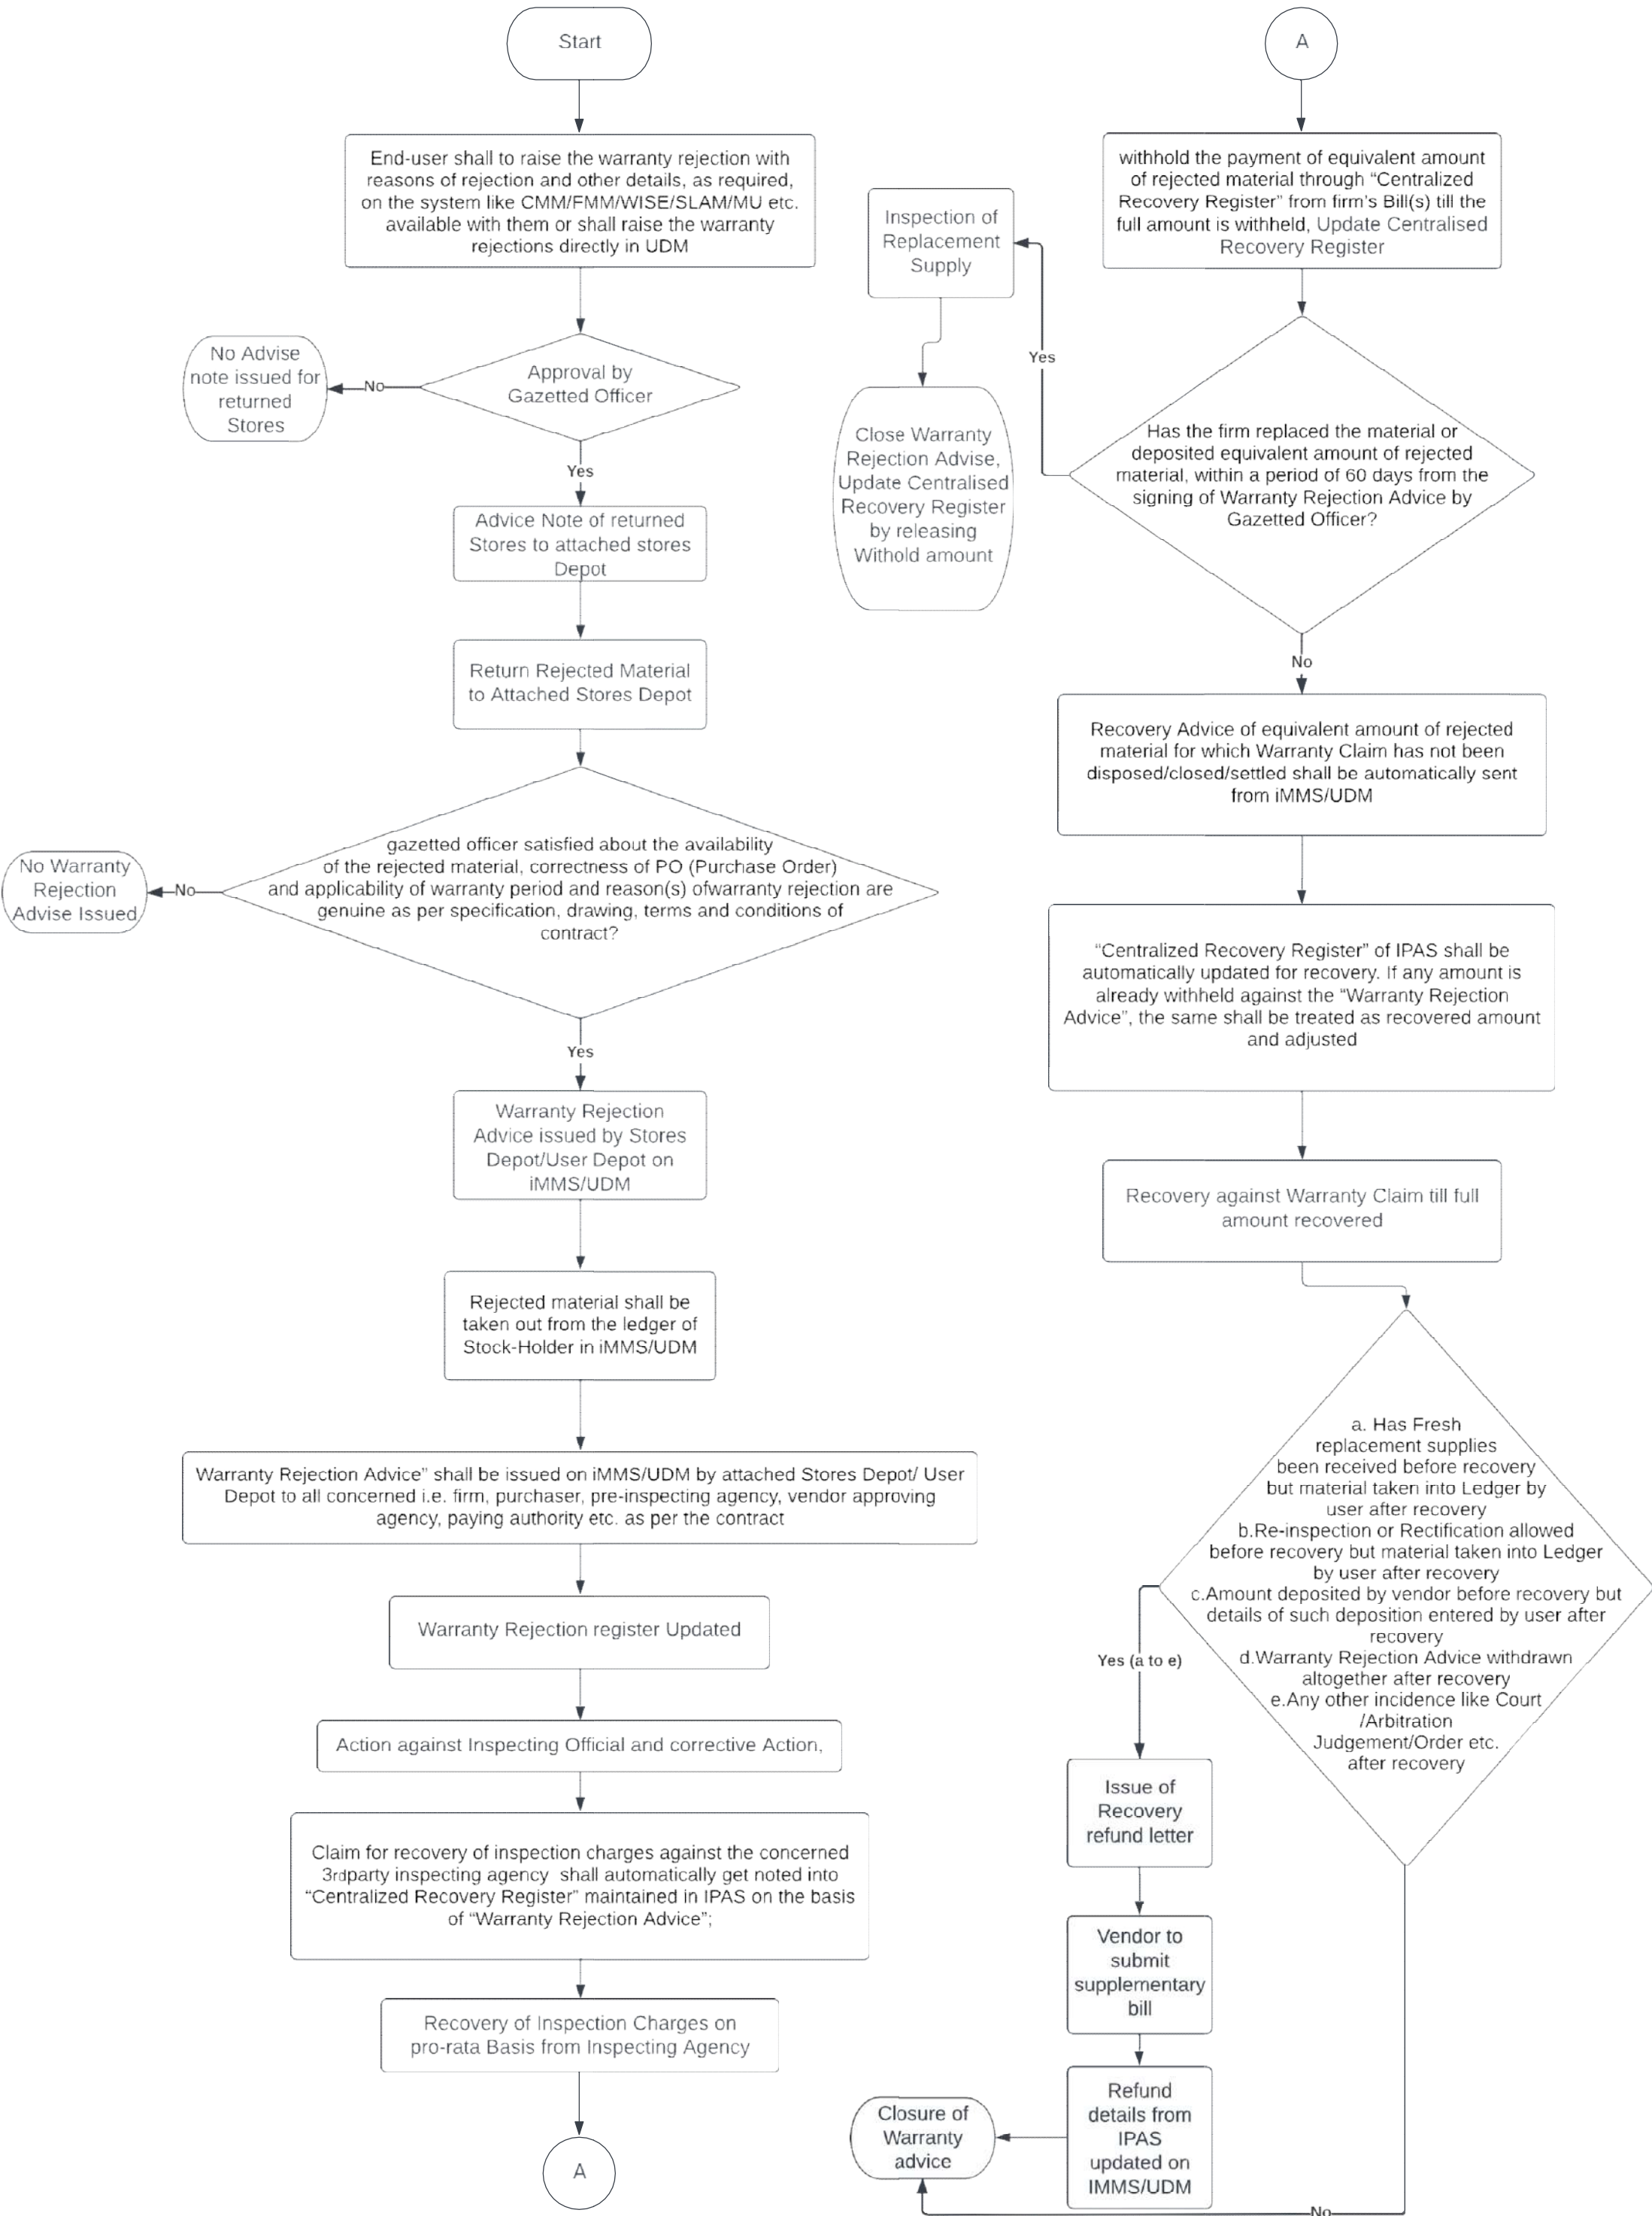 Start
End-user shall to raise the warranty rejection with
reasons of rejection and other details, as required,
on the system like CMM/FMM/WISE/SLAM/MU etc.
available with them or shall raise the warranty
rejections directly in UDM
Approval by
Gazetted Officer
No
No Advise
note issued for
returned
Stores
Yes
Advice Note of returned
Stores to attached stores
Depot
Return Rejected Material
to Attached Stores Depot
gazetted officer satisfied about the availability
of the rejected material, correctness of PO (Purchase Order)
and applicability of warranty period and reason(s) ofwarranty rejection are
genuine as per specification, drawing, terms and conditions of
contract?
No
No Warranty
Rejection
Advise Issued
Yes
Warranty Rejection
Advice issued by Stores
Depot/User Depot on
iMMS/UDM
Rejected material shall be
taken out from the ledger of
Stock-Holder in iMMS/UDM
Warranty Rejection Advice” shall be issued on iMMS/UDM by attached Stores Depot/ User
Depot to all concerned i.e. firm, purchaser, pre-inspecting agency, vendor approving
agency, paying authority etc. as per the contract
Warranty Rejection register Updated
Action against Inspecting Official and corrective Action,
Claim for recovery of inspection charges against the concerned
3rdparty inspecting agency shall automatically get noted into
“Centralized Recovery Register” maintained in IPAS on the basis
of “Warranty Rejection Advice”;
Recovery of Inspection Charges on
pro-rata Basis from Inspecting Agency
A
A
withhold the payment of equivalent amount
of rejected material through “Centralized
Recovery Register” from firm's Bill(s) till the
full amount is withheld, Update Centralised
Recovery Register
Has the firm replaced the material or
deposited equivalent amount of rejected
material, within a period of 60 days from the
signing of Warranty Rejection Advice by
Gazetted Officer?
Yes
Inspection of
Replacement
Supply
Close Warranty
Rejection Advise,
Update Centralised
Recovery Register
by releasing
Withold amount
No
Recovery Advice of equivalent amount of rejected
material for which Warranty Claim has not been
disposed/closed/settled shall be automatically sent
from iMMS/UDM
“Centralized Recovery Register” of IPAS shall be
automatically updated for recovery. If any amount is
already withheld against the “Warranty Rejection
Advice”, the same shall be treated as recovered amount
and adjusted
Recovery against Warranty Claim till full
amount recovered
a. Has Fresh
replacement supplies
been received before recovery
but material taken into Ledger by
user after recovery
b.Re-inspection or Rectification allowed
before recovery but material taken into Ledger
by user after recovery
c.Amount deposited by vendor before recovery but
details of such deposition entered by user after
recovery
d.Warranty Rejection Advice withdrawn
altogether after recovery
e.Any other incidence like Court
/Arbitration
Judgement/Order etc.
after recovery
Yes (a to e)
Issue of
Recovery
refund letter
Vendor to
submit
supplementary
bill
Refund
details from
IPAS
updated on
IMMS/UDM
Closure of
Warranty
advice
No